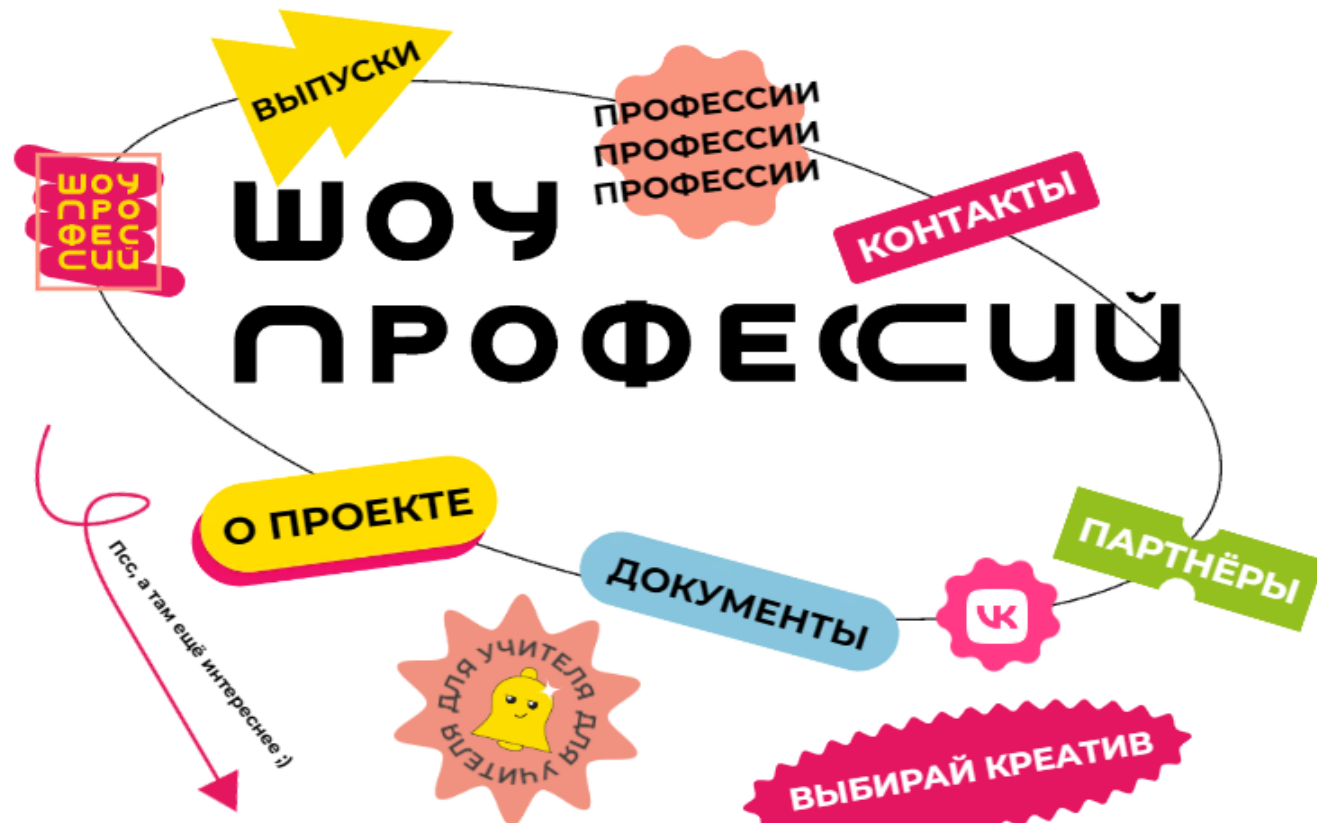 ВЫПУСКИ
ПРОФЕССИИ
ПРОФЕССИИ
ПРОФЕССИИ
КОНТАКТЫ
ШОУ
ПРО
ФЕС
СИЙ
ШОУ
ПРОФЕССИЙ
О ПРОЕКТЕ
ДОКУМЕНТЫ
ПАРТНЁРЫ
VK
Псс, а там ещё интереснее ;)
ДЛЯ УЧИТЕЛЯ ДЛЯ УЧИТЕЛЯ
ВЫБИРАЙ КРЕАТИВ